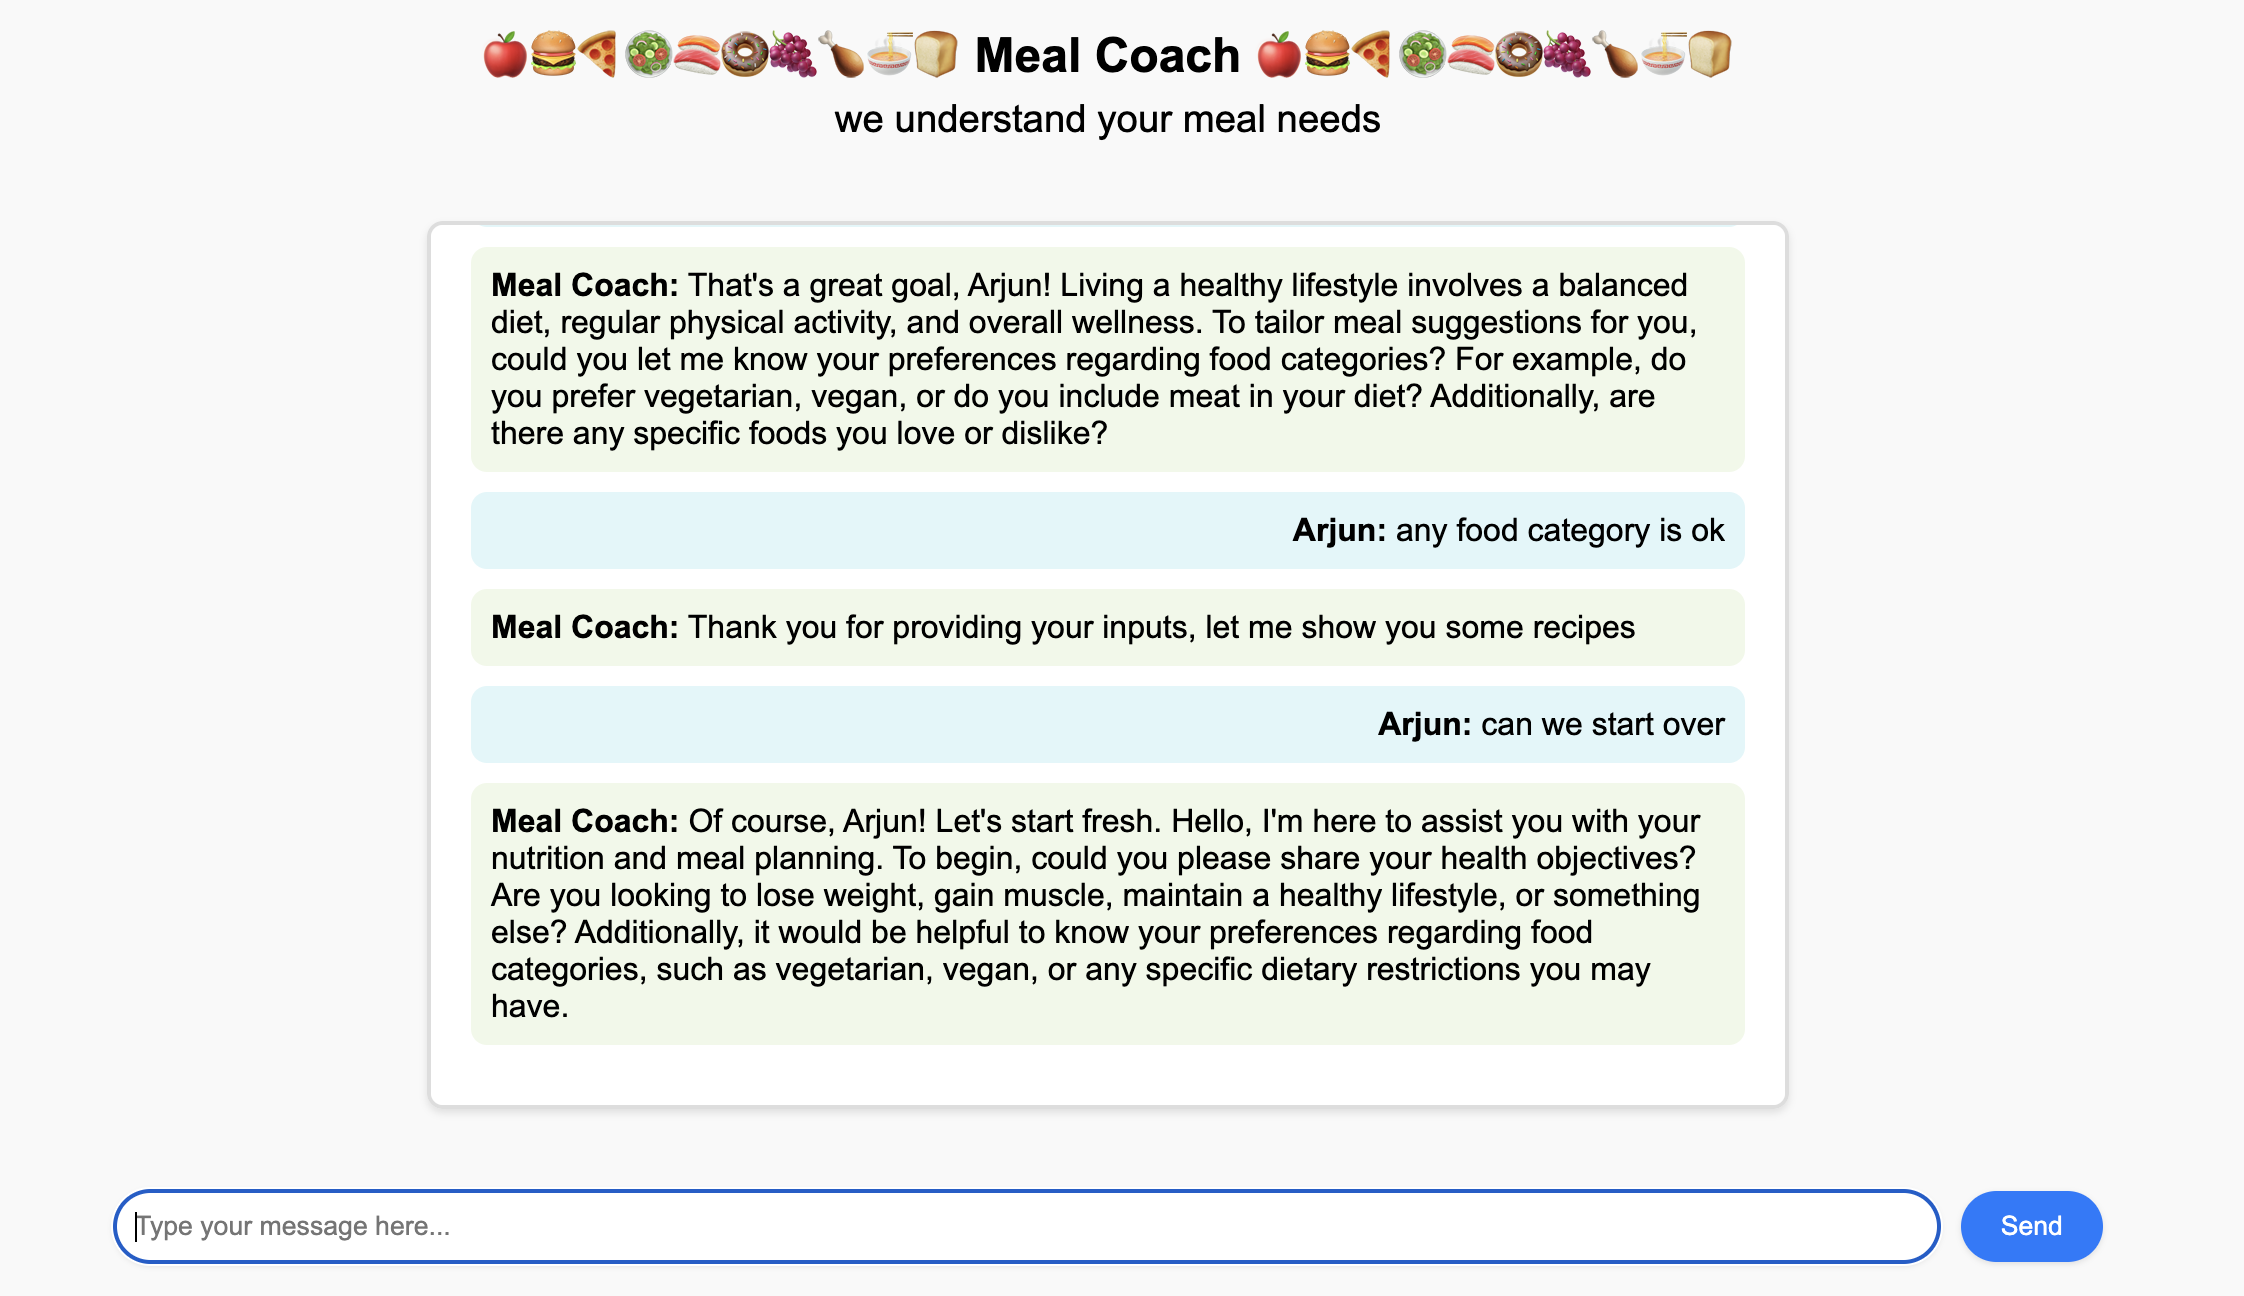 🍎🍔🍕🥗🍣🍩🍇🍗🍜🍞 Meal Coach 🍎🍔🍕🥗🍣🍩🍇🍗🍜🍞
we understand your meal needs
Meal Coach: That's a great goal, Arjun! Living a healthy lifestyle involves a balanced
diet, regular physical activity, and overall wellness. To tailor meal suggestions for you,
could you let me know your preferences regarding food categories? For example, do
you prefer vegetarian, vegan, or do you include meat in your diet? Additionally, are
there any specific foods you love or dislike?
Arjun: any food category is ok
Meal Coach: Thank you for providing your inputs, let me show you some recipes
Arjun: can we start over
Meal Coach: Of course, Arjun! Let's start fresh. Hello, I'm here to assist you with your
nutrition and meal planning. To begin, could you please share your health objectives?
Are you looking to lose weight, gain muscle, maintain a healthy lifestyle, or something
else? Additionally, it would be helpful to know your preferences regarding food
categories, such as vegetarian, vegan, or any specific dietary restrictions you may
have.
Type your message here...
Send